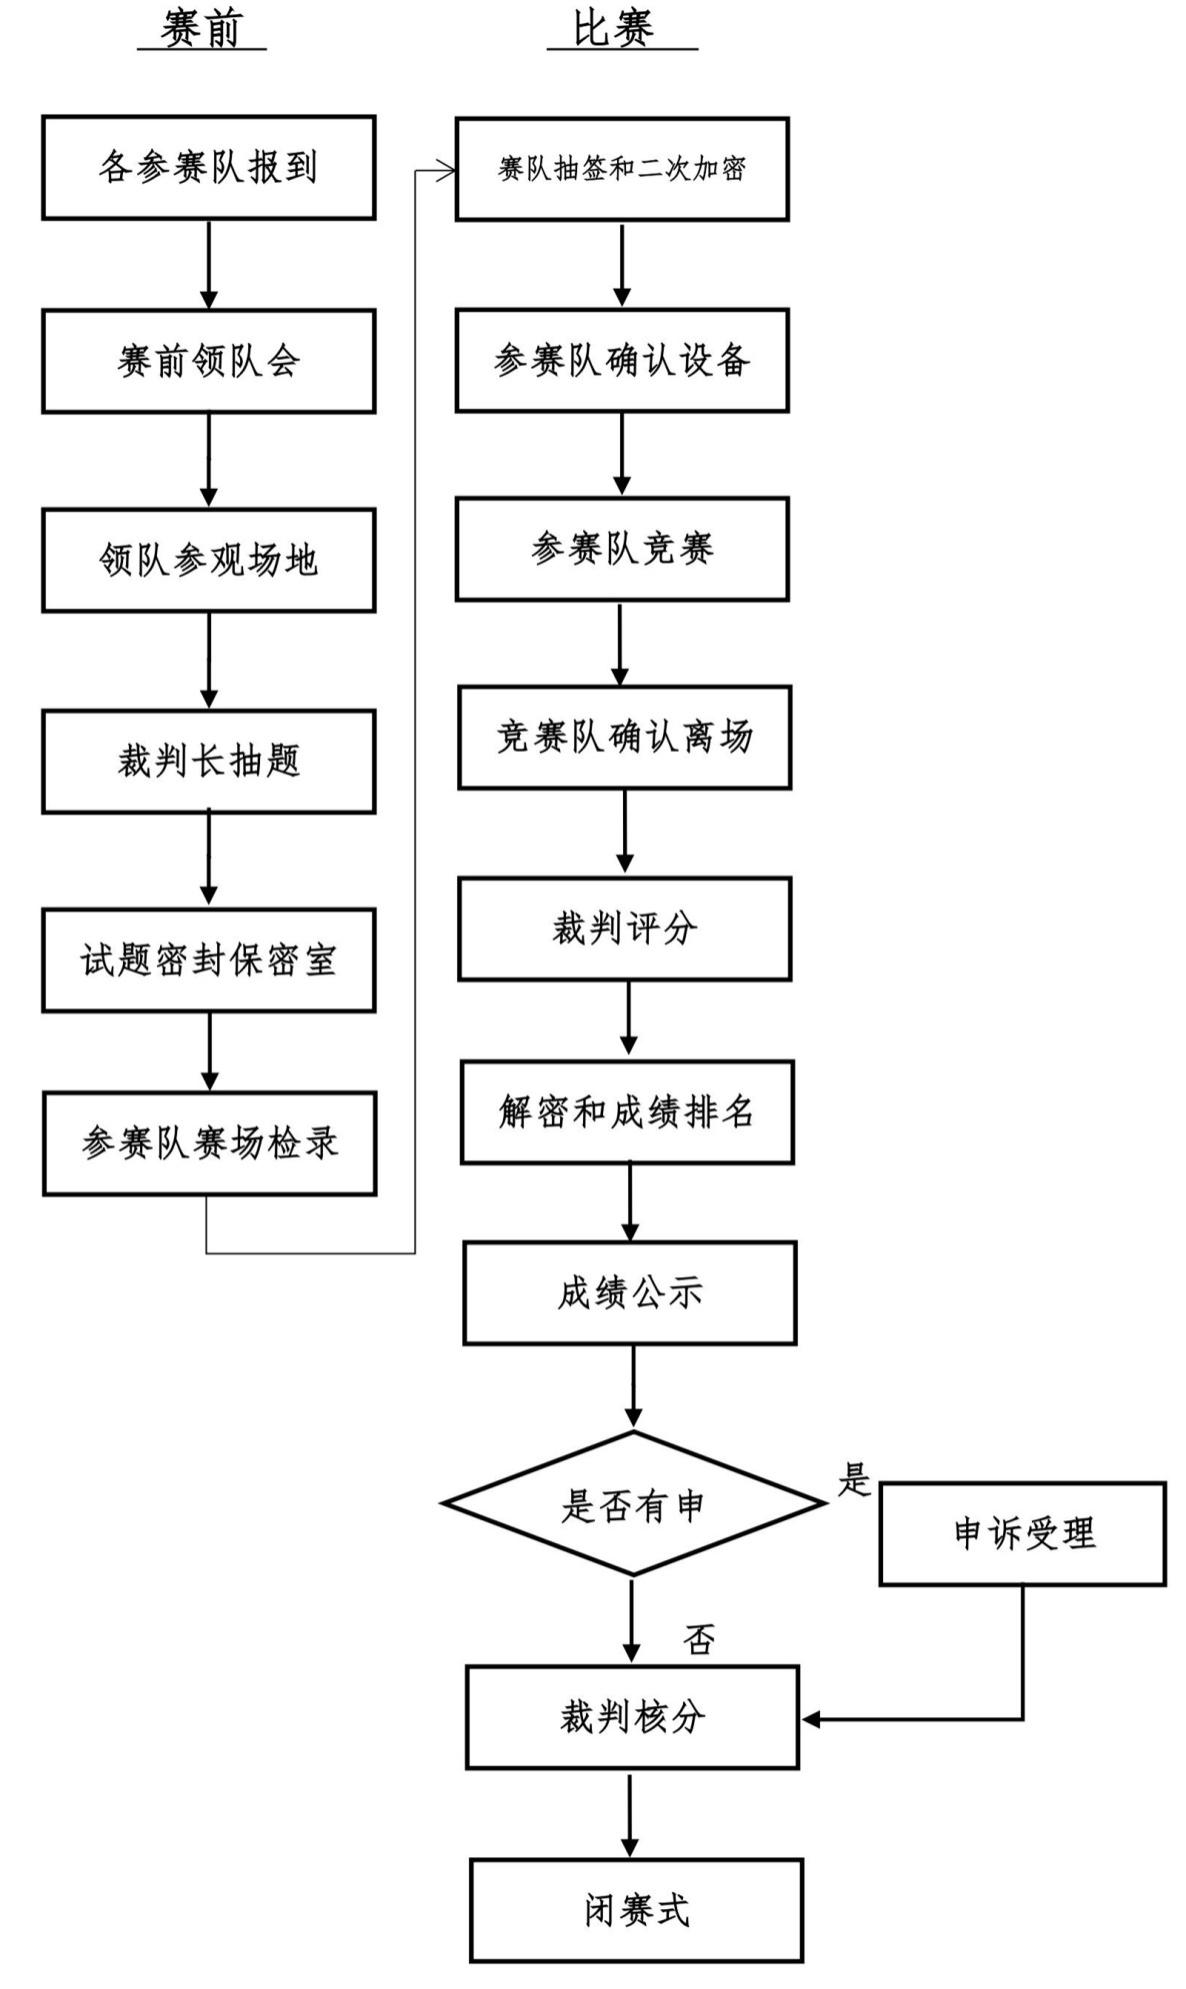 赛前
各参赛队报到
赛前领队会
领队参观场地
裁判长抽题
试题密封保密室
参赛队赛场检录
比赛
赛队抽签和二次加密
参赛队确认设备
参赛队竞赛
竞赛队确认离场
裁判评分
解密和成绩排名
成绩公示
是否有申
是
申诉受理
否
裁判核分
闭赛式